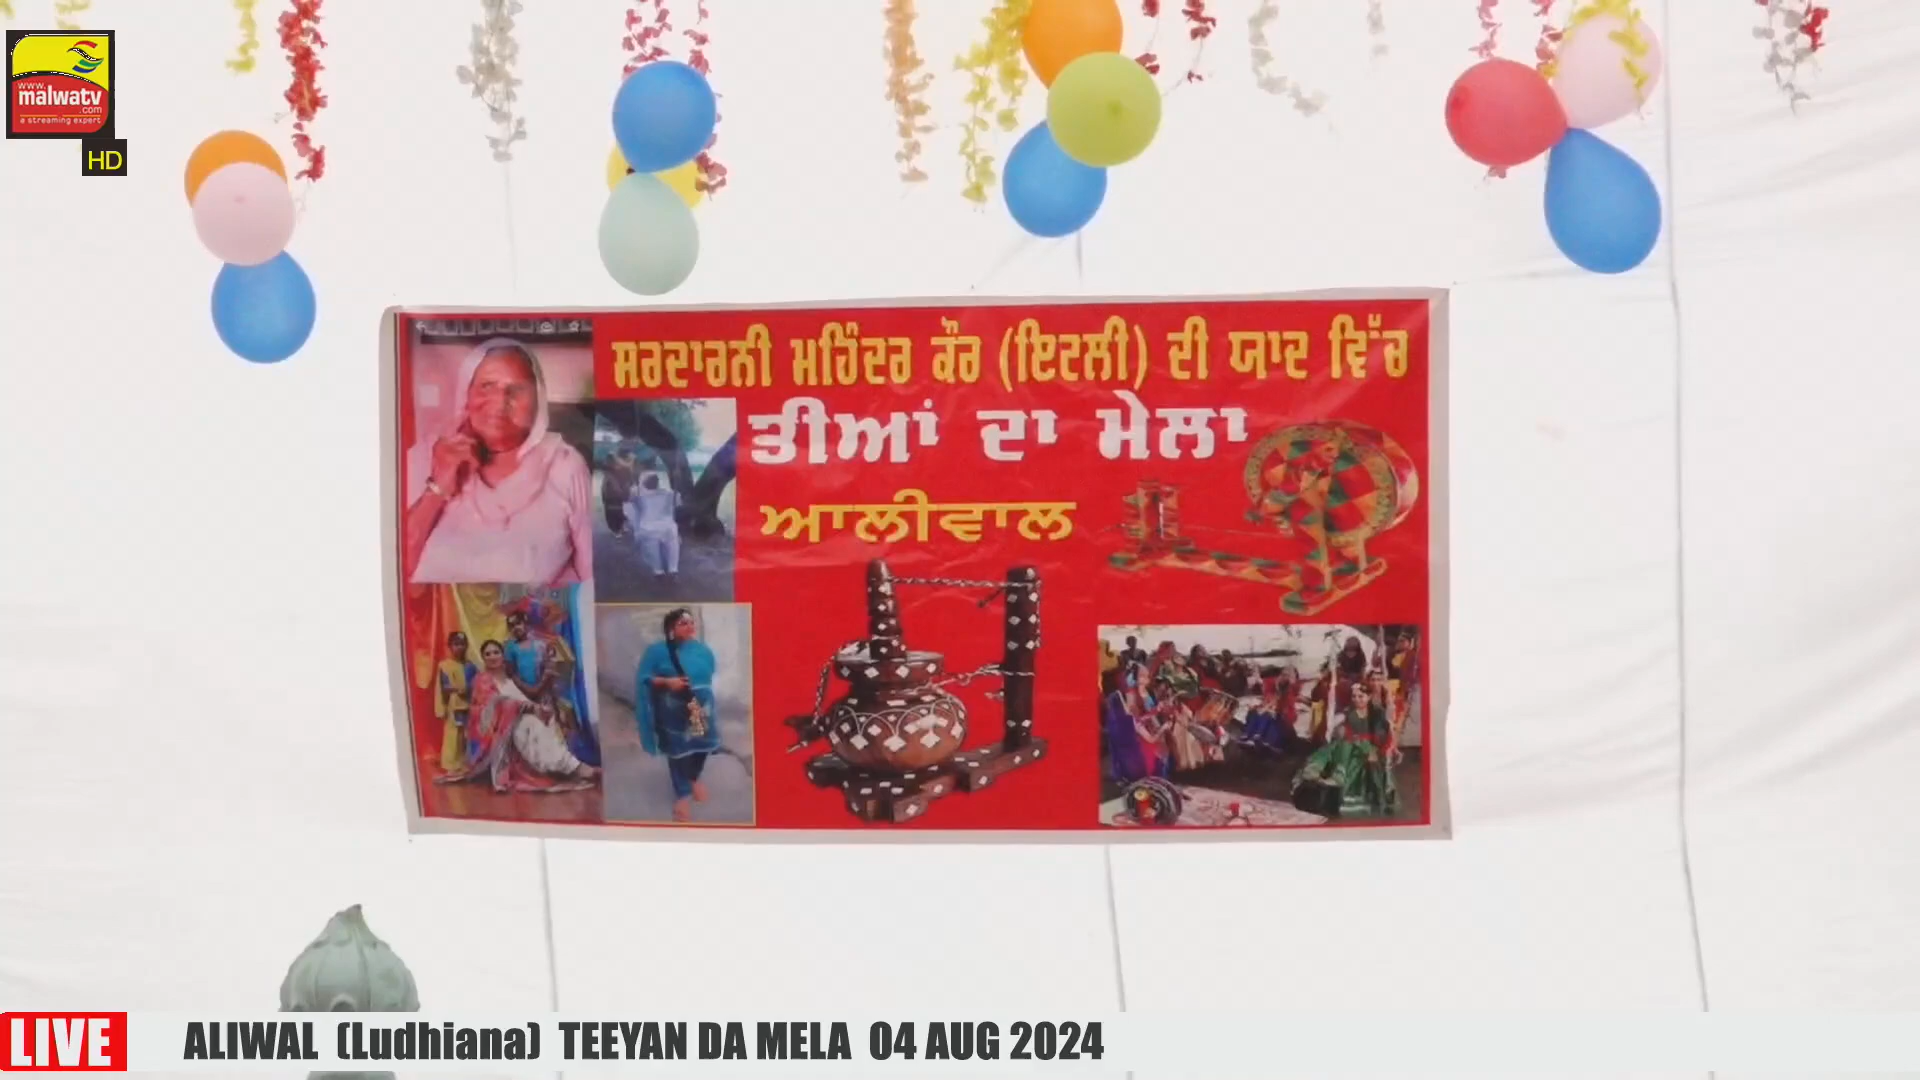 www.
malwatv
.com
a streaming expert
HD
ਸਰਦਾਰਨੀ ਮਹਿੰਦਰ ਕੌਰ (ਇਟਲੀ) ਦੀ ਯਾਦ ਵਿੱਚ
ਤੀਆਂ ਦਾ ਮੇਲਾ
ਆਲੀਵਾਲ
LIVE ALIWAL (Ludhiana) TEEYAN DA MELA 04 AUG 2024